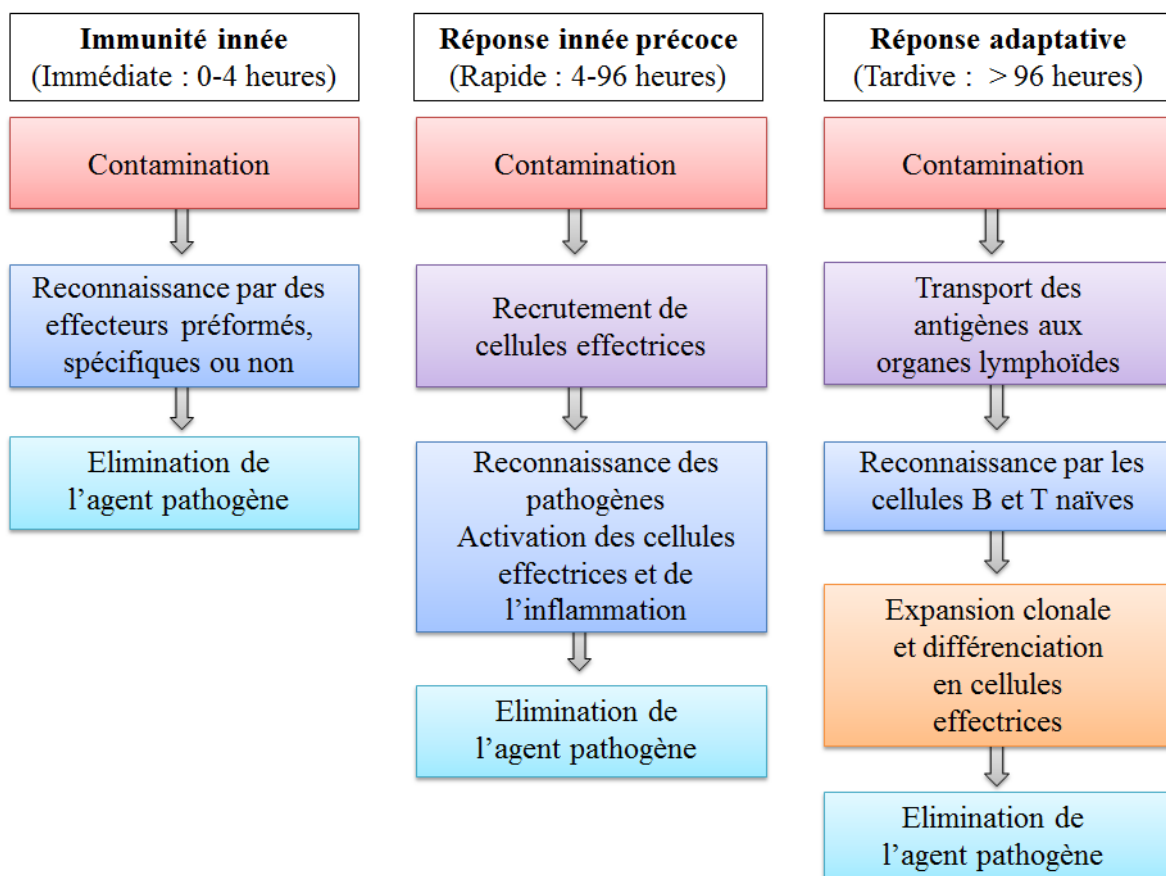 Immunité innée
(Immédiate : 0-4 heures)
Contamination
Reconnaissance par des
effecteurs préformés,
spécifiques ou non
Elimination de
l’agent pathogène
Réponse innée précoce
(Rapide : 4-96 heures)
Contamination
Recrutement de
cellules effectrices
Reconnaissance des
pathogènes
Activation des cellules
effectrices et de
l’inflammation
Elimination de
l’agent pathogène
Réponse adaptative
(Tardive : > 96 heures)
Contamination
Transport des
antigènes aux
organes lymphoïdes
Reconnaissance par les
cellules B et T naïves
Expansion clonale
et différenciation
en cellules
effectrices
Elimination de
l’agent pathogène